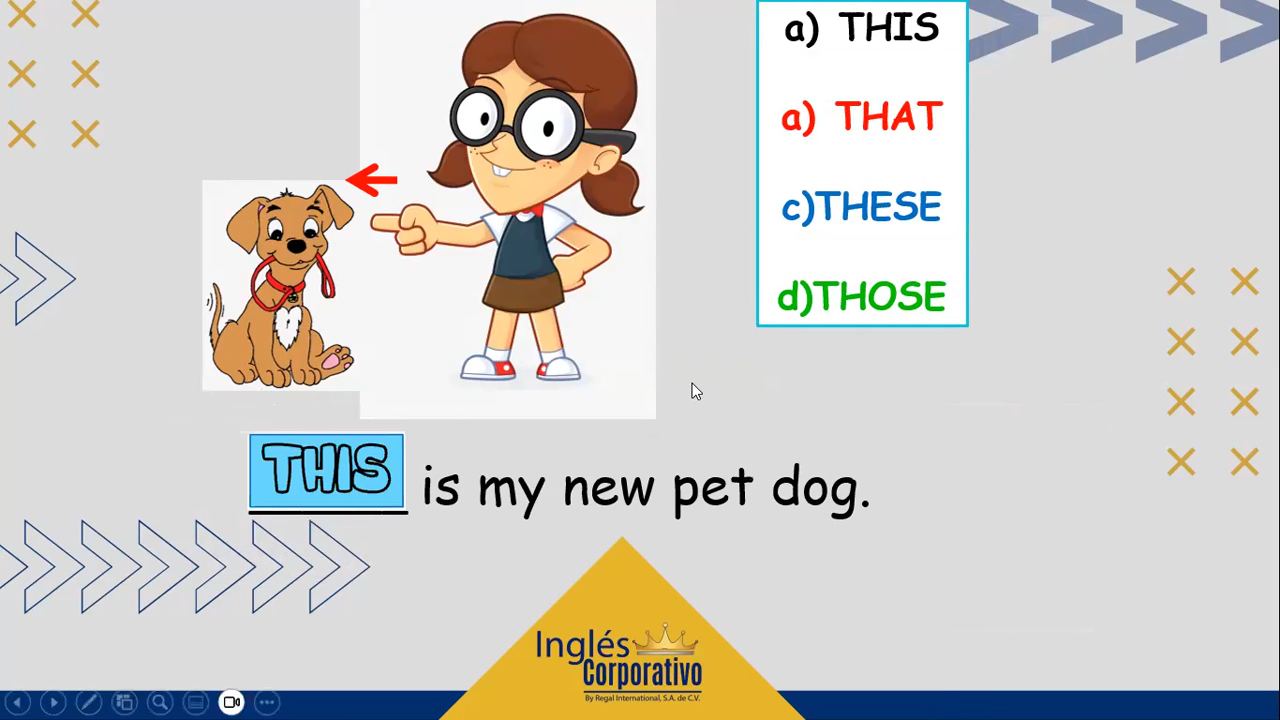 a) THIS
a) THAT
c)THESE
d)THOSE
THIS is my new pet dog.
Inglés
Corporativo
By Regal International, S.A. de C.V.